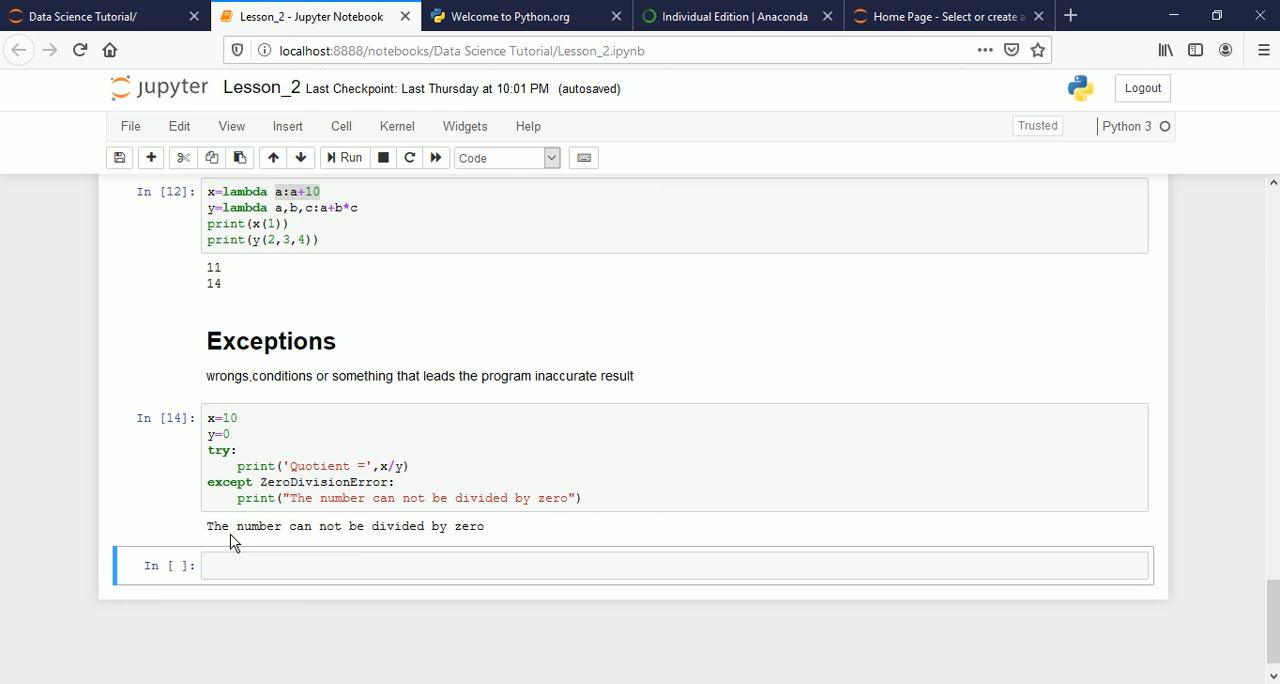 Data Science Tutorial/
Lesson_2 - Jupyter Notebook
Welcome to Python.org
Individual Edition | Anaconda
Home Page - Select or create a
localhost:8888/notebooks/Data Science Tutorial/Lesson_2.ipynb
jupyter Lesson_2 Last Checkpoint: Last Thursday at 10:01 PM (autosaved)
Logout
File Edit View Insert Cell Kernel Widgets Help
Trusted
Python 3
Run
Code
In [12]: x=lambda a:a+10
y=lambda a,b,c:a+b*c
print(x(1))
print(y(2,3,4))
11
14
Exceptions
wrongs,conditions or something that leads the program inaccurate result
In [14]: x=10
y=0
try:
    print('Quotient =',x/y)
except ZeroDivisionError:
    print("The number can not be divided by zero")
The number can not be divided by zero
In [ ]: